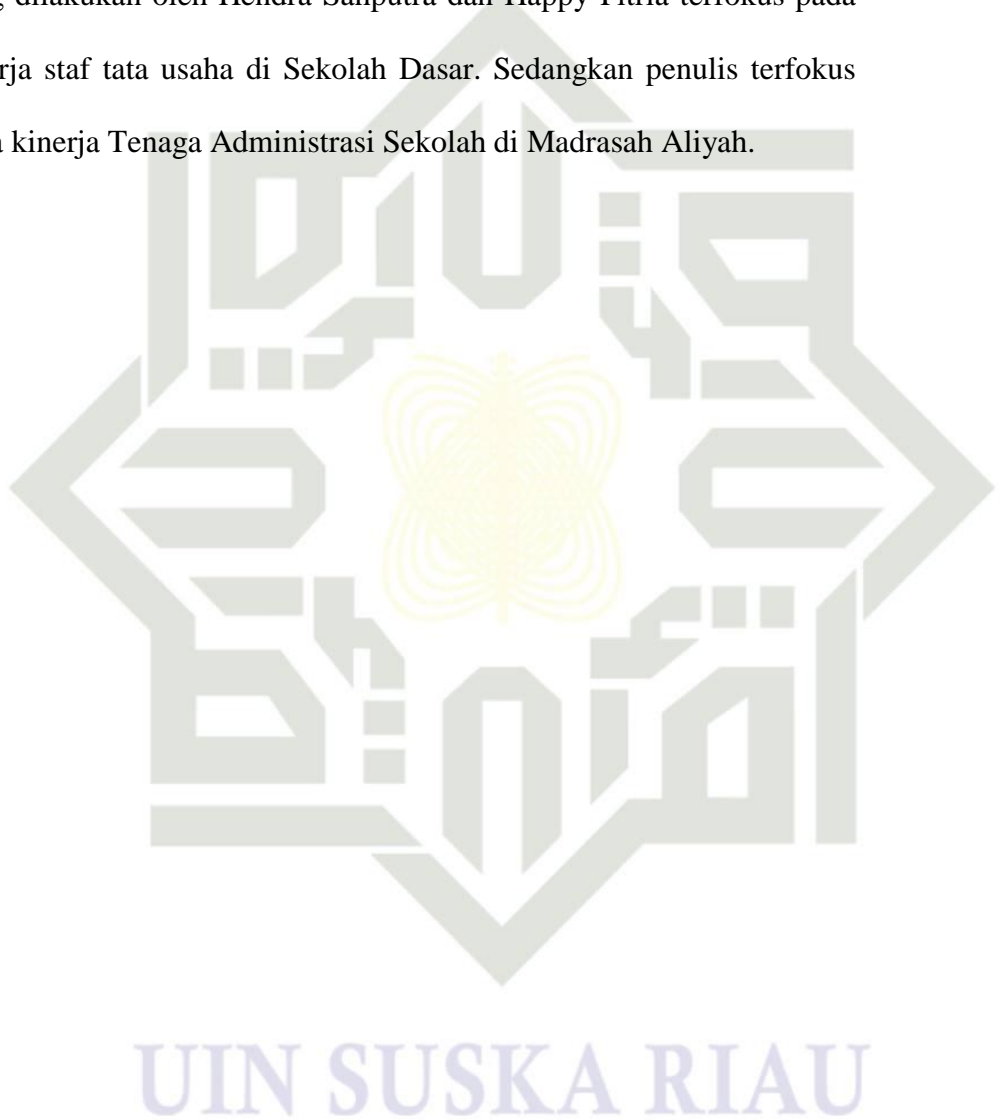 dilakukan oleh Hendra Sahputra dan Happy Fitria terfokus pada
rja staf tata usaha di Sekolah Dasar. Sedangkan penulis terfokus
kinerja Tenaga Administrasi Sekolah di Madrasah Aliyah.
UIN SUSKA RIAU